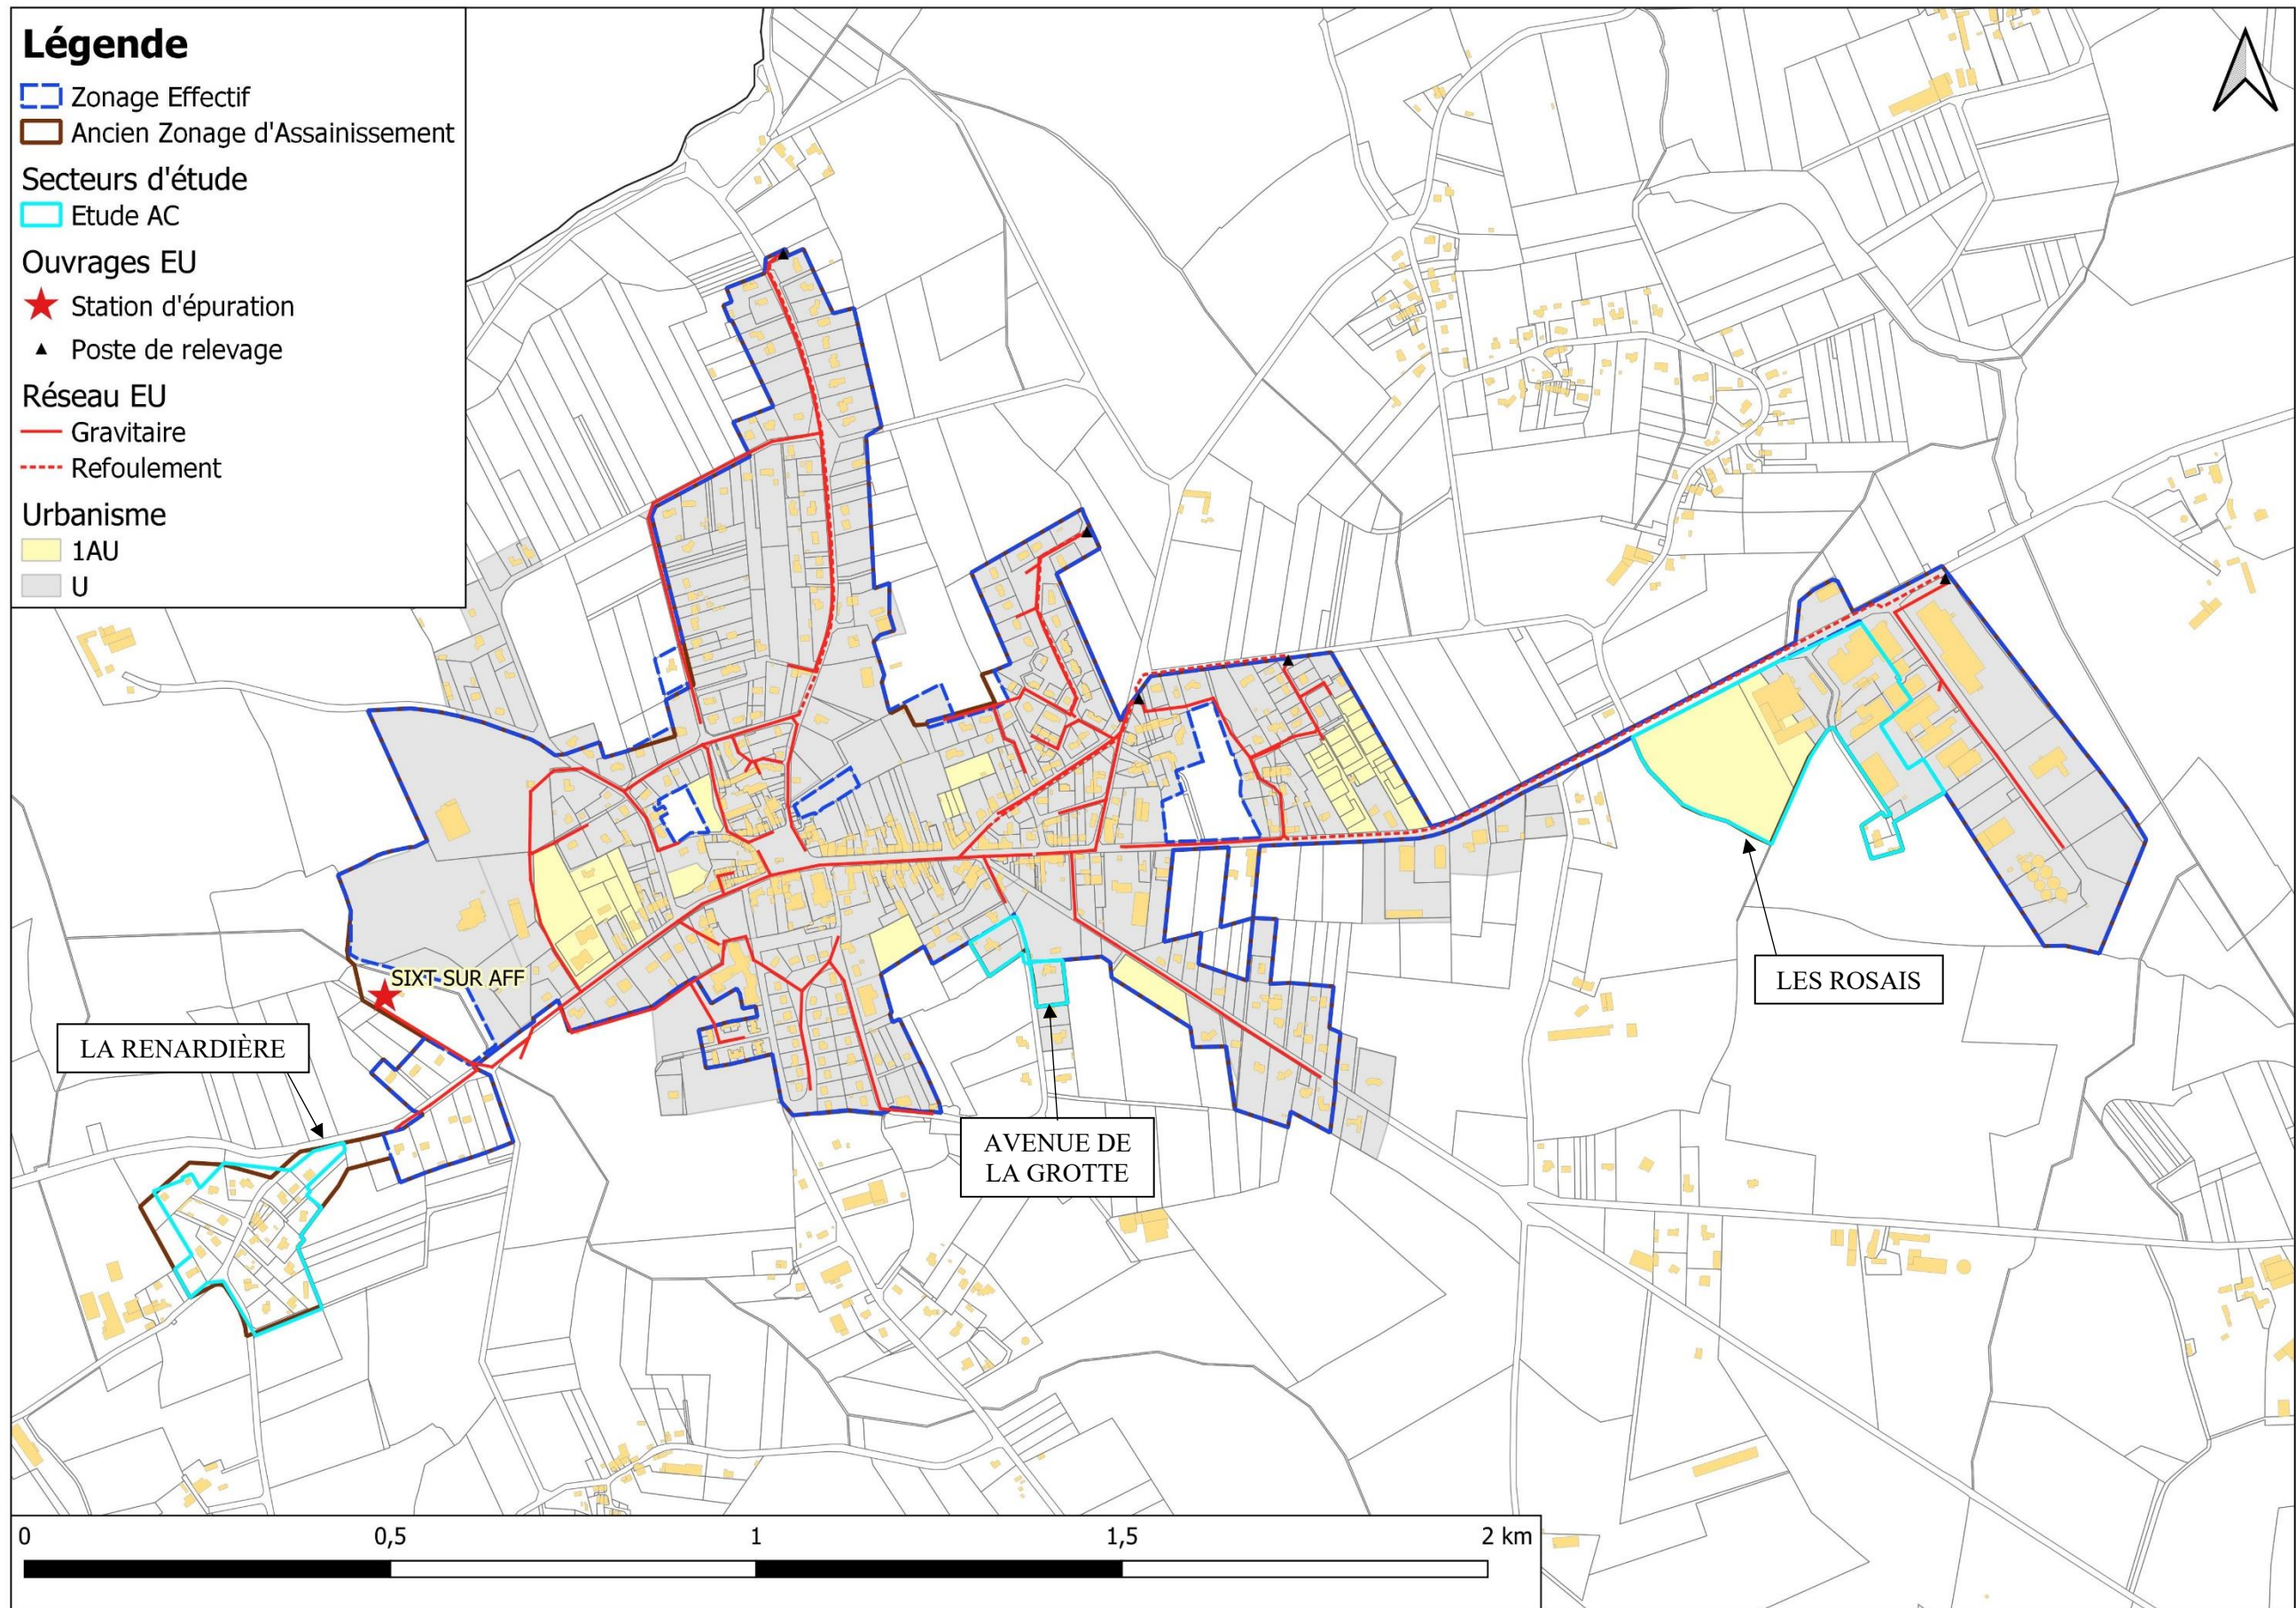 Légende
Zonage Effectif
Ancien Zonage d'Assainissement
Secteurs d'étude
Etude AC
Ouvrages EU
Station d'épuration
Poste de relevage
Réseau EU
Gravitaire
Refoulement
Urbanisme
1AU
U
SIXT SUR AFF
LES ROSAIS
LA RENARDIÈRE
AVENUE DE
LA GROTTE
0 0,5 1 1,5 2 km